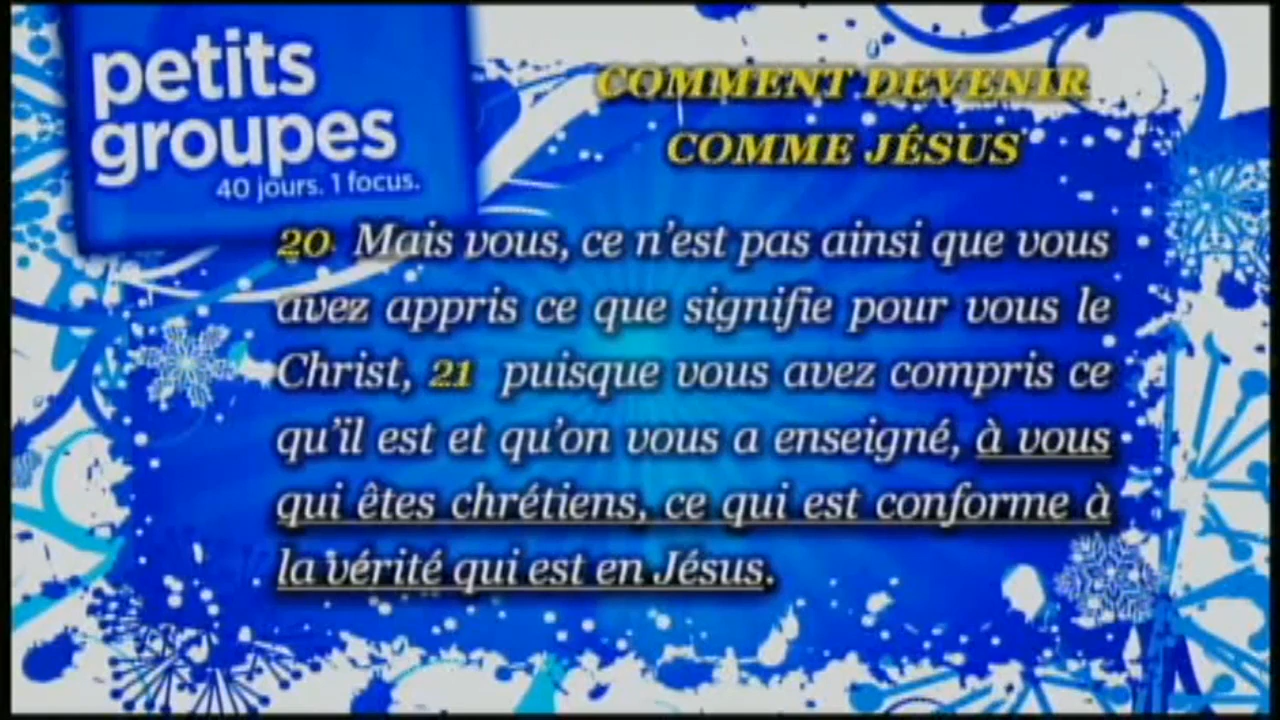 petits
groupes
40 jours. 1 focus.
COMMENT DEVENIR
COMME JÉSUS
20 Mais vous, ce n'est pas ainsi que vous
avez appris ce que signifie pour vous le
Christ, 21 puisque vous avez compris ce
qu'il est et qu'on vous a enseigné, à vous
qui êtes chrétiens, ce qui est conforme à
la vérité qui est en Jésus.